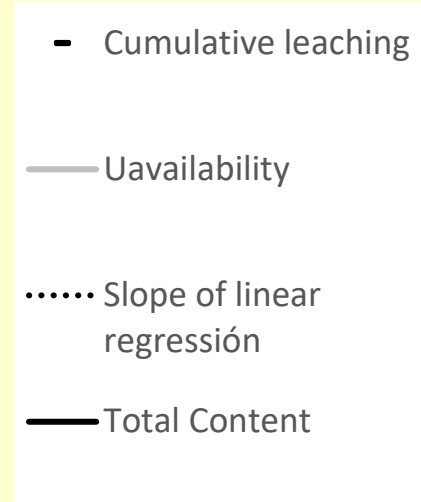 Cumulative leaching
Uavailability
Slope of linear
regressión
Total Content